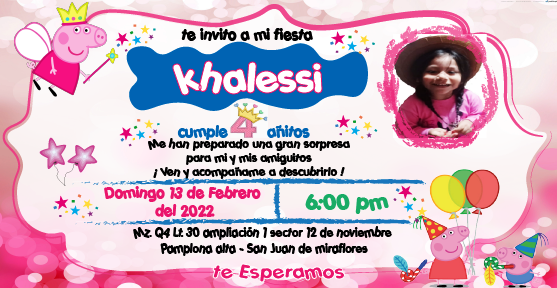 te invito a mi fiesta
khalessi
cumple 4 añitos
Me han preparado una gran sorpresa
para mi y mis amiguitos
¡ Ven y acompañame a descubrirlo !
Domingo 13 de Febrero
del 2022
6:00 pm
Mz. Q4 Lt. 30 ampliación 1 sector 12 de noviembre
Pamplona alta - San Juan de miraflores
te Esperamos